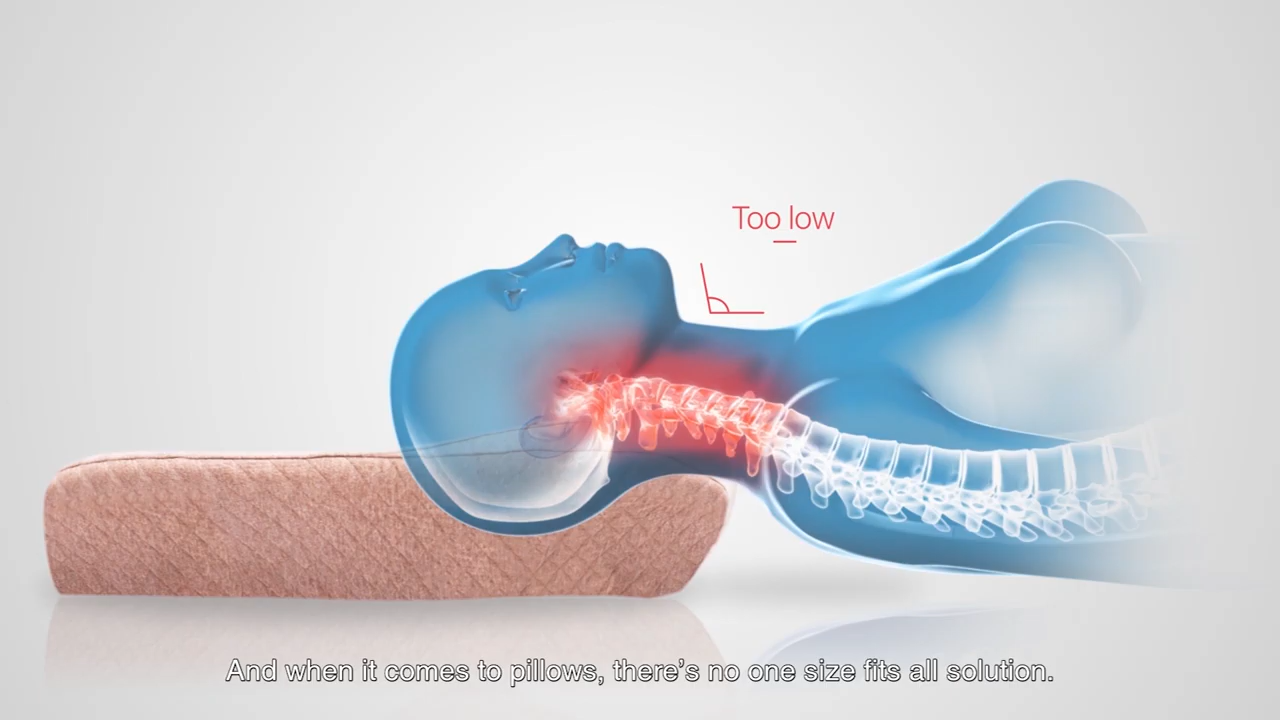 Too low
And when it comes to pillows, there's no one size fits all solution.